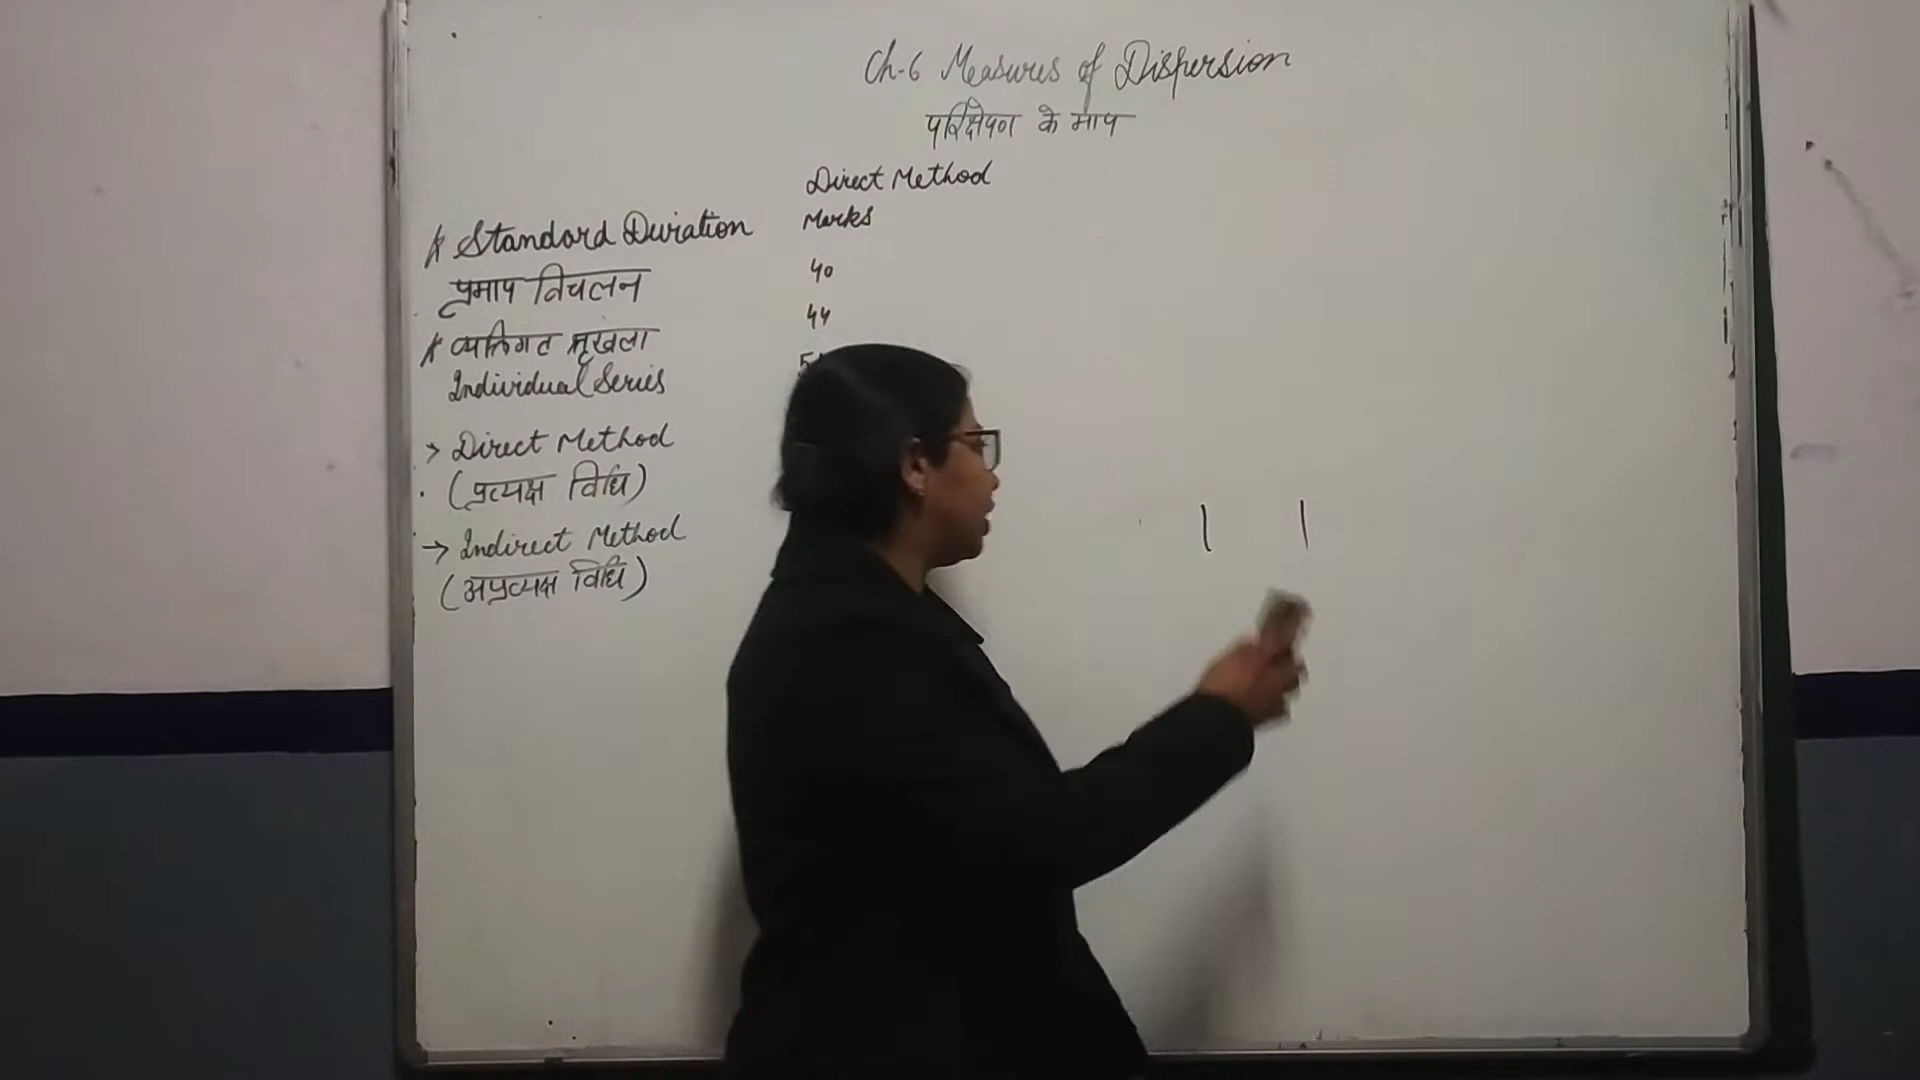 Ch-6 Measures of Dispersion
परिक्षेपण के माप
Direct Method
Marks
40
44
Standard Deviation
प्रमाप विचलन
व्यक्तिगत श्रृंखला
Individual Series
> Direct Method
(प्रत्यक्ष विधि)
→ Indirect Method
(अप्रत्यक्ष विधि)